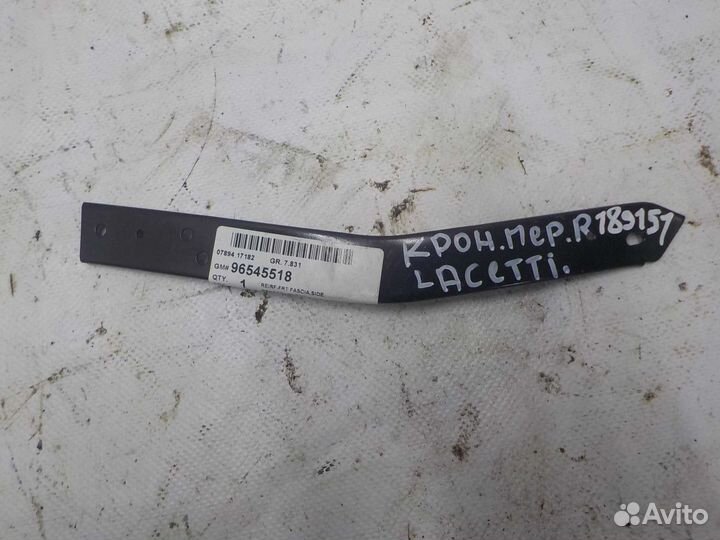 07894 17182 GR. 7.831
GM# 96545518
QTY. 1 REINF-FRT FASCIA, SIDE
КРОН.ПЕР.R 189151
LACETTI.
Avito